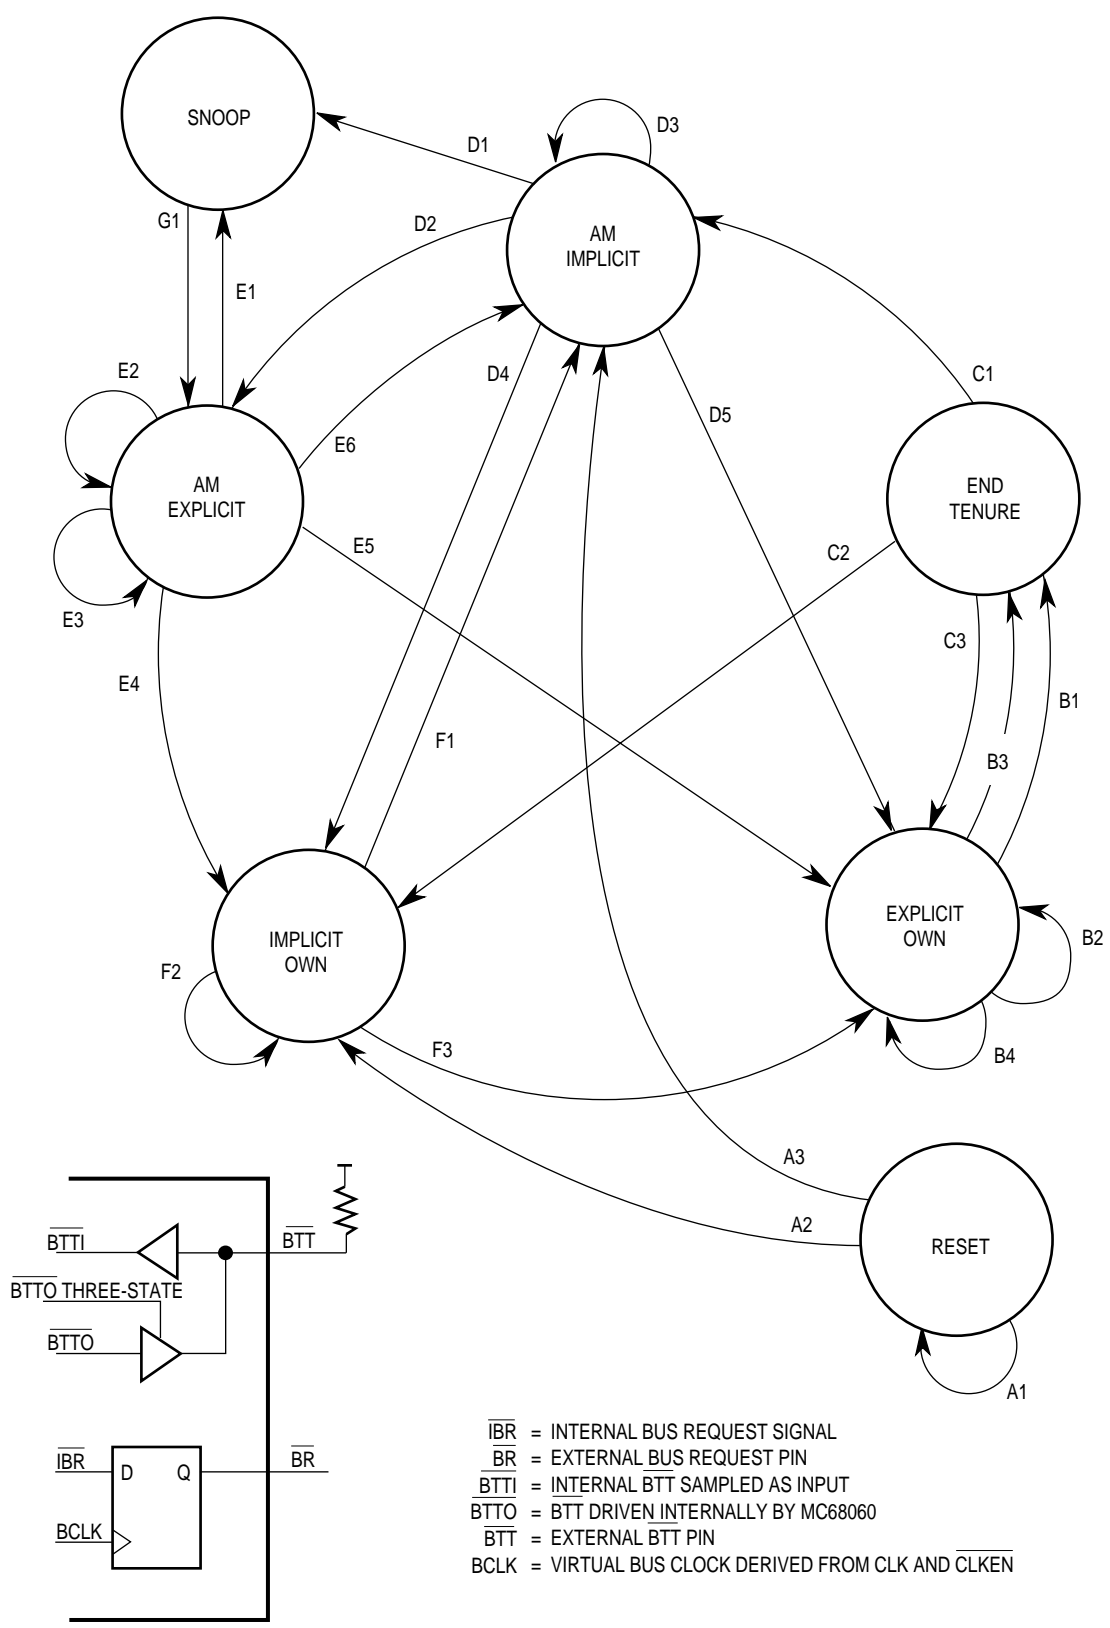 SNOOP
D3
D1
G1
D2
AM
IMPLICIT
E1
E2
D4
C1
D5
E6
AM
EXPLICIT
END
TENURE
E5
C2
E3
C3
E4
B1
F1
B3
EXPLICIT
OWN
B2
IMPLICIT
OWN
F2
F3
B4
A3
A2
RESET
A1
BTTI
BTT
BTTO THREE-STATE
BTTO
IBR
D
Q
BR
BCLK
IBR = INTERNAL BUS REQUEST SIGNAL
BR = EXTERNAL BUS REQUEST PIN
BTTI = INTERNAL BTT SAMPLED AS INPUT
BTTO = BTT DRIVEN INTERNALLY BY MC68060
BTT = EXTERNAL BTT PIN
BCLK = VIRTUAL BUS CLOCK DERIVED FROM CLK AND CLKEN